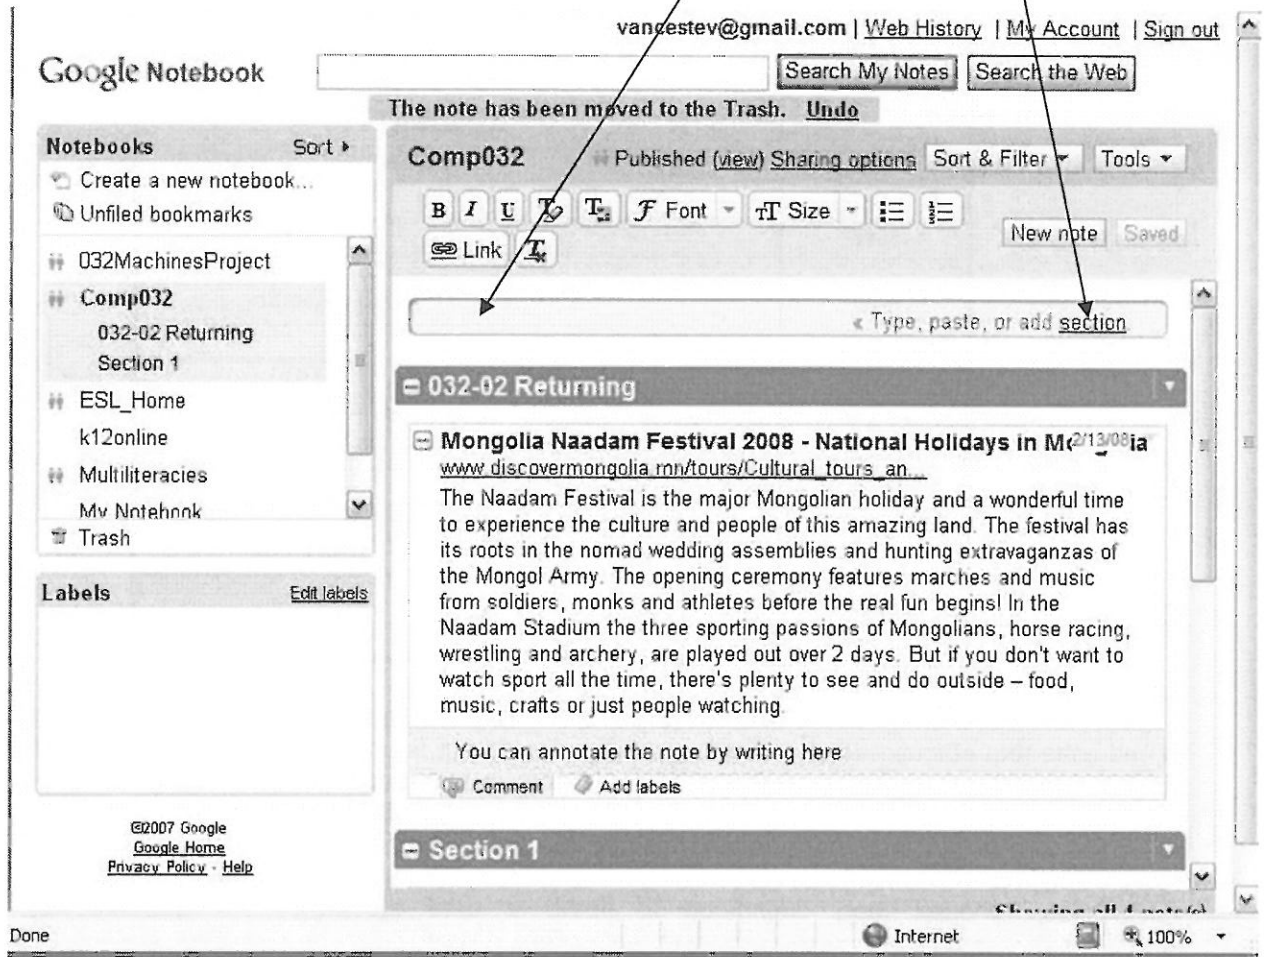 vancestev@gmail.com | Web History | My Account | Sign out
Google Notebook
Search My Notes Search the Web
The note has been moved to the Trash. Undo
Notebooks Sort
Create a new notebook...
Unfiled bookmarks
032MachinesProject
Comp032
032-02 Returning
Section 1
ESL_Home
k12online
Multiliteracies
My Notebook
Trash
Labels Edit labels
©2007 Google
Google Home
Privacy Policy - Help
Comp032 Published (view) Sharing options Sort & Filter Tools
B I U T T F Font TT Size
Link T New note Saved
« Type, paste, or add section
032-02 Returning
Mongolia Naadam Festival 2008 - National Holidays in 2/13/08
www.discovermongolia.mn/tours/Cultural_tours_an...
The Naadam Festival is the major Mongolian holiday and a wonderful time
to experience the culture and people of this amazing land. The festival has
its roots in the nomad wedding assemblies and hunting extravaganzas of
the Mongol Army. The opening ceremony features marches and music
from soldiers, monks and athletes before the real fun begins! In the
Naadam Stadium the three sporting passions of Mongolians, horse racing,
wrestling and archery, are played out over 2 days. But if you don't want to
watch sport all the time, there's plenty to see and do outside – food,
music, crafts or just people watching.
You can annotate the note by writing here
Comment Add labels
Section 1
Done Internet 100%